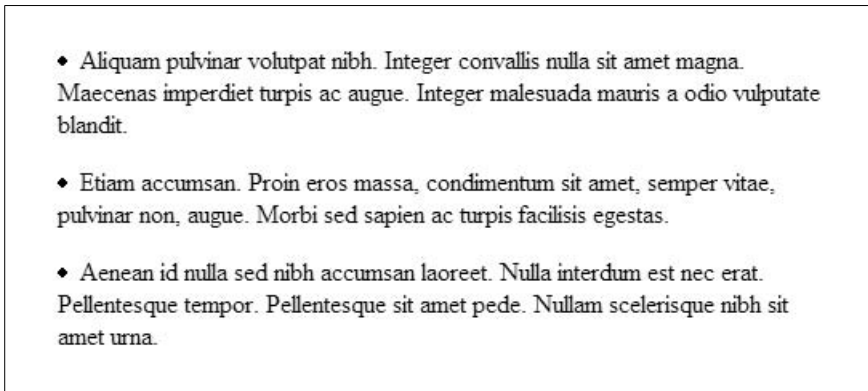 • Aliquam pulvinar volutpat nibh. Integer convallis nulla sit amet magna.
Maecenas imperdiet turpis ac augue. Integer malesuada mauris a odio vulputate
blandit.
• Etiam accumsan. Proin eros massa, condimentum sit amet, semper vitae,
pulvinar non, augue. Morbi sed sapien ac turpis facilisis egestas.
• Aenean id nulla sed nibh accumsan laoreet. Nulla interdum est nec erat.
Pellentesque tempor. Pellentesque sit amet pede. Nullam scelerisque nibh sit
amet urna.